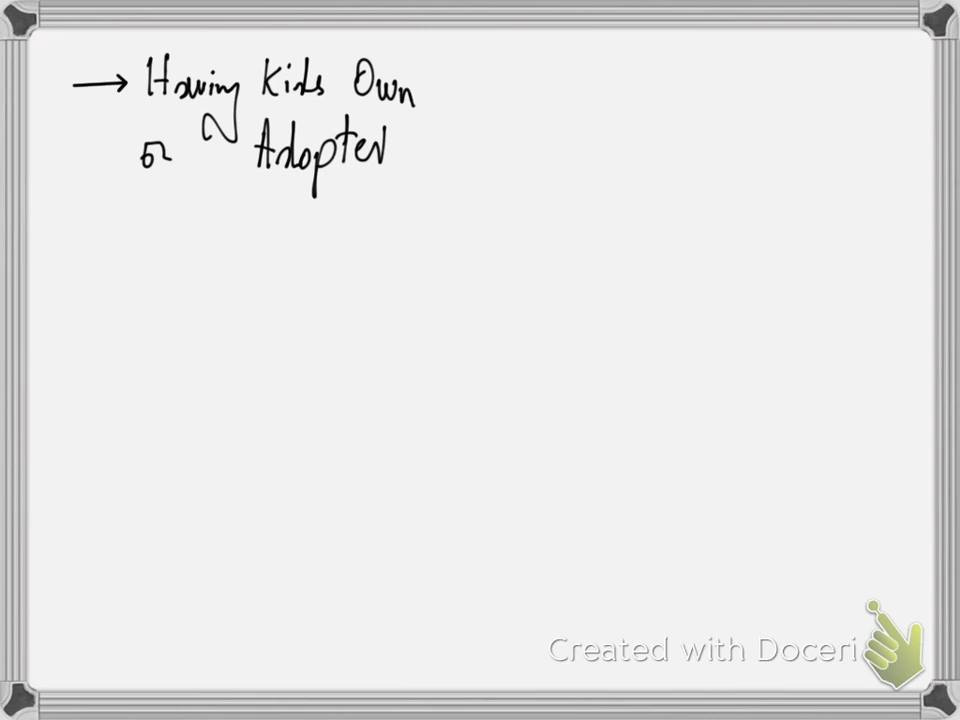 → Having Kids Own
or Adopted
Created with Doceri